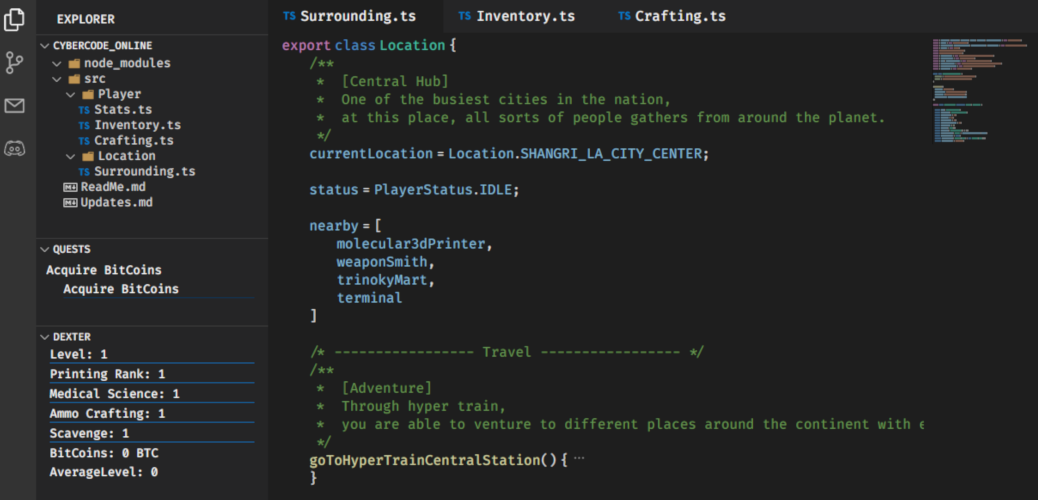 EXPLORER
CYBERCODE_ONLINE
node_modules
src
Player
TS Stats.ts
TS Inventory.ts
TS Crafting.ts
Location
TS Surrounding.ts
ReadMe.md
Updates.md
QUESTS
Acquire BitCoins
Acquire BitCoins
DEXTER
Level: 1
Printing Rank: 1
Medical Science: 1
Ammo Crafting: 1
Scavenge: 1
BitCoins: 0 BTC
AverageLevel: 0
TS Surrounding.ts TS Inventory.ts TS Crafting.ts
export class Location {
/**
* [Central Hub]
* One of the busiest cities in the nation,
* at this place, all sorts of people gathers from around the planet.
*/
currentLocation = Location.SHANGRI_LA_CITY_CENTER;
status = PlayerStatus.IDLE;
nearby = [
molecular3dPrinter,
weaponSmith,
trinokyMart,
terminal
]
/* ----------------- Travel ----------------- */
/**
* [Adventure]
* Through hyper train,
* you are able to venture to different places around the continent with
*/
goToHyperTrainCentralStation() { ···
}